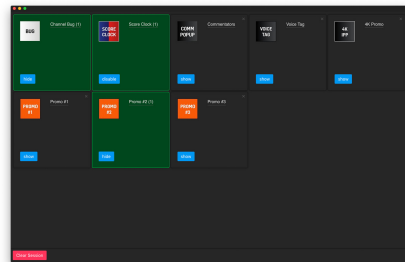 BUG
Channel Bug (1)
hide
SCORE
CLOCK
Score Clock (1)
disable
COMM
POPUP
Commentators
show
VOICE
TAG
Voice Tag
show
4K
4K Promo
show
PROMO
#1
Promo #1
show
PROMO
Promo #2 (1)
hide
PROMO
#3
Promo #3
show
Clear Session